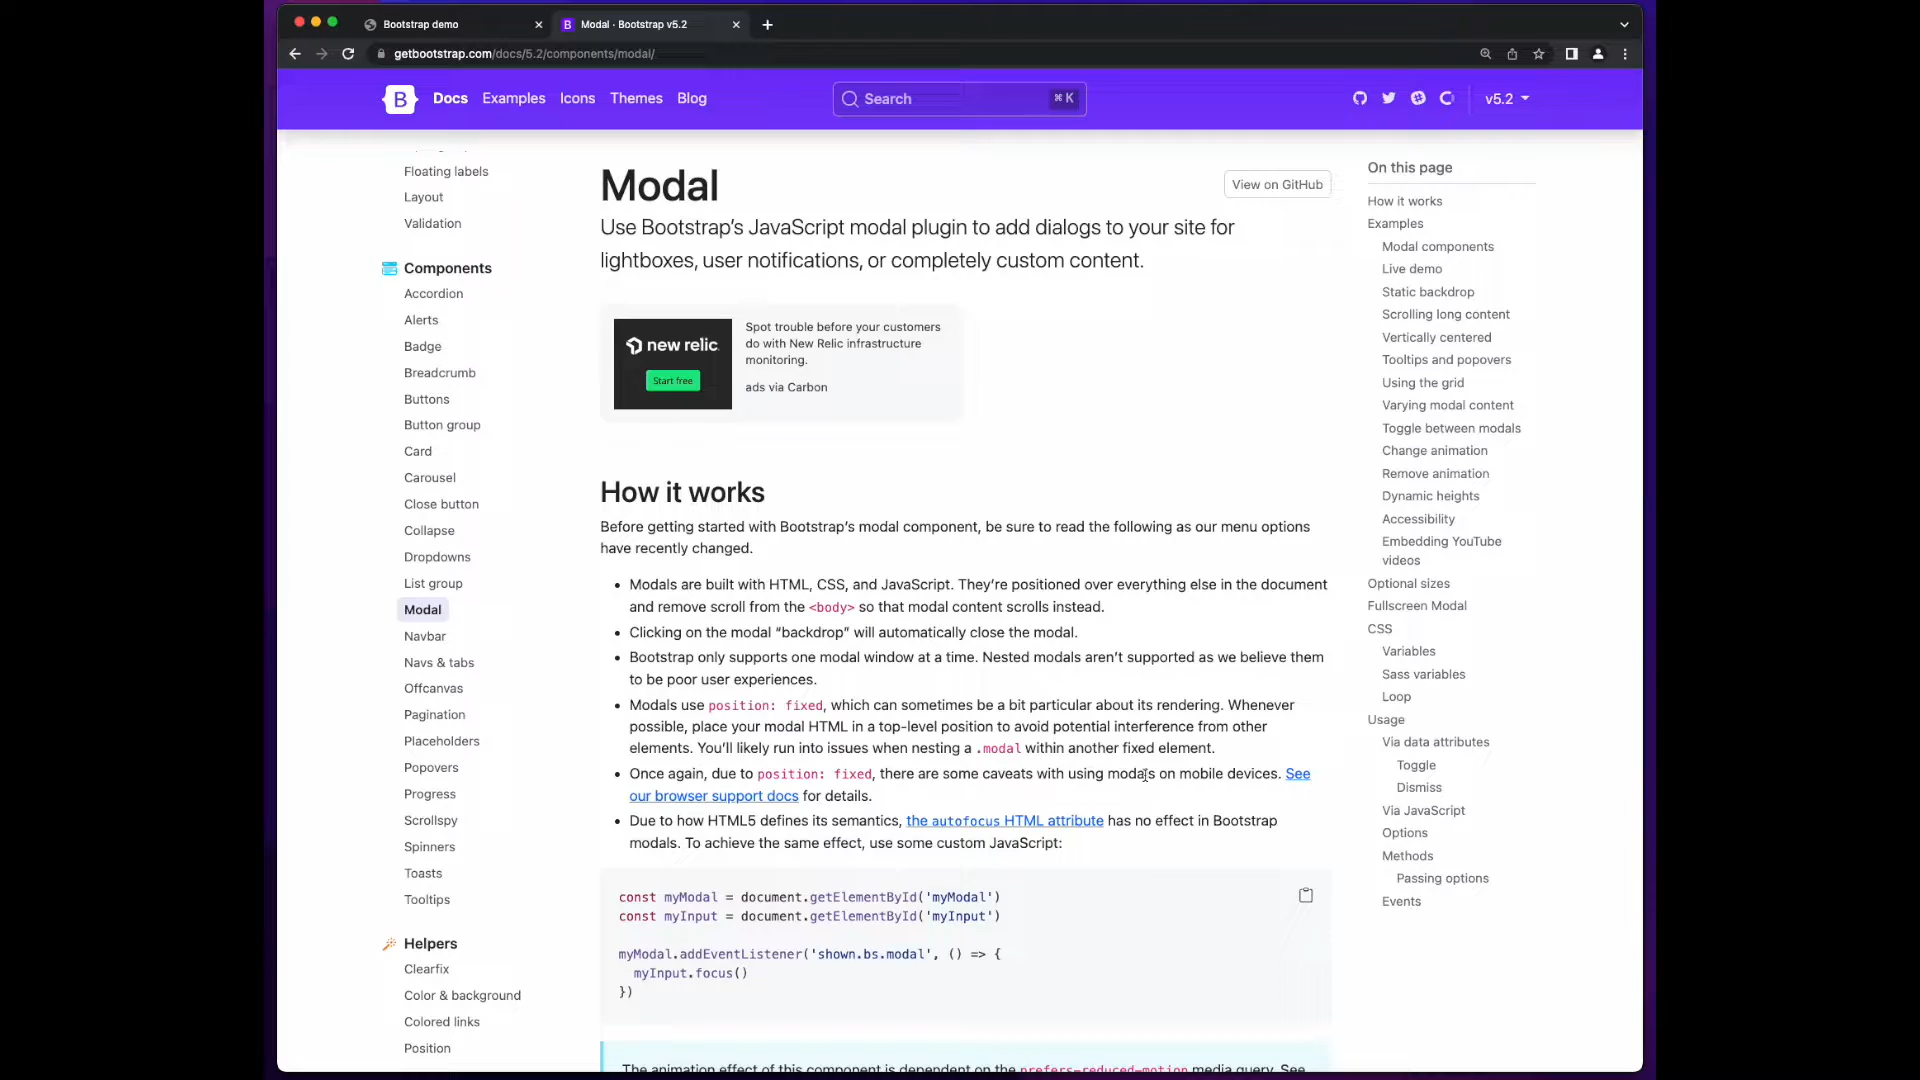 Bootstrap demo
Modal · Bootstrap v5.2
getbootstrap.com/docs/5.2/components/modal/
B
Docs
Examples
Icons
Themes
Blog
Search
⌘ K
v5.2
Floating labels
Layout
Validation
Components
Accordion
Alerts
Badge
Breadcrumb
Buttons
Button group
Card
Carousel
Close button
Collapse
Dropdowns
List group
Modal
Navbar
Navs & tabs
Offcanvas
Pagination
Placeholders
Popovers
Progress
Scrollspy
Spinners
Toasts
Tooltips
Helpers
Clearfix
Color & background
Colored links
Position
Modal
View on GitHub
Use Bootstrap’s JavaScript modal plugin to add dialogs to your site for
lightboxes, user notifications, or completely custom content.
new relic.
Start free
Spot trouble before your customers
do with New Relic infrastructure
monitoring.
ads via Carbon
How it works
Before getting started with Bootstrap’s modal component, be sure to read the following as our menu options
have recently changed.
• Modals are built with HTML, CSS, and JavaScript. They’re positioned over everything else in the document
and remove scroll from the <body> so that modal content scrolls instead.
• Clicking on the modal “backdrop” will automatically close the modal.
• Bootstrap only supports one modal window at a time. Nested modals aren’t supported as we believe them
to be poor user experiences.
• Modals use position: fixed, which can sometimes be a bit particular about its rendering. Whenever
possible, place your modal HTML in a top-level position to avoid potential interference from other
elements. You’ll likely run into issues when nesting a .modal within another fixed element.
• Once again, due to position: fixed, there are some caveats with using modals on mobile devices. See
our browser support docs for details.
• Due to how HTML5 defines its semantics, the autofocus HTML attribute has no effect in Bootstrap
modals. To achieve the same effect, use some custom JavaScript:
const myModal = document.getElementById('myModal')
const myInput = document.getElementById('myInput')
myModal.addEventListener('shown.bs.modal', () => {
myInput.focus()
})
The animation effect of this component is dependent on the prefers-reduced-motion media query. See
On this page
How it works
Examples
Modal components
Live demo
Static backdrop
Scrolling long content
Vertically centered
Tooltips and popovers
Using the grid
Varying modal content
Toggle between modals
Change animation
Remove animation
Dynamic heights
Accessibility
Embedding YouTube
videos
Optional sizes
Fullscreen Modal
CSS
Variables
Sass variables
Loop
Usage
Via data attributes
Toggle
Dismiss
Via JavaScript
Options
Methods
Passing options
Events